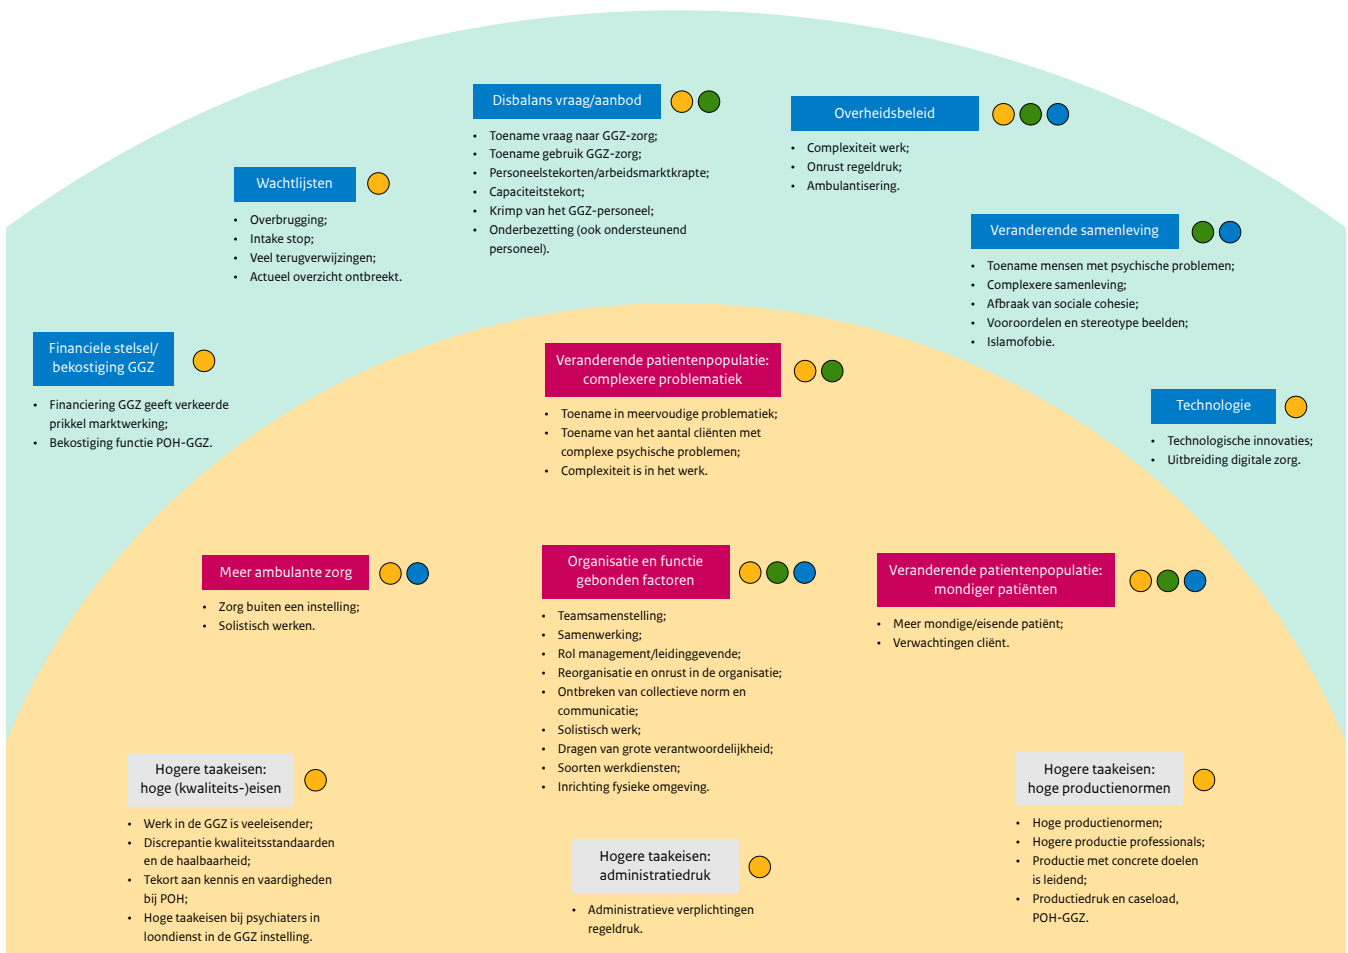 Disbalans vraag/aanbod
• Toename vraag naar GGZ-zorg;
• Toename gebruik GGZ-zorg;
• Personeelstekorten/arbeidsmarktkrapte;
• Capaciteitstekort;
• Krimp van het GGZ-personeel;
• Onderbezetting (ook ondersteunend
personeel).
Overheidsbeleid
• Complexiteit werk;
• Onrust regeldruk;
• Ambulantisering.
Wachtlijsten
• Overbrugging;
• Intake stop;
• Veel terugverwijzingen;
• Actueel overzicht ontbreekt.
Veranderende samenleving
• Toename mensen met psychische problemen;
• Complexere samenleving;
• Afbraak van sociale cohesie;
• Vooroordelen en stereotype beelden;
• Islamofobie.
Financiele stelsel/
bekostiging GGZ
• Financiering GGZ geeft verkeerde
prikkel marktwerking;
• Bekostiging functie POH-GGZ.
Veranderende patientenpopulatie:
complexere problematiek
• Toename in meervoudige problematiek;
• Toename van het aantal cliënten met
complexe psychische problemen;
• Complexiteit is in het werk.
Technologie
• Technologische innovaties;
• Uitbreiding digitale zorg.
Meer ambulante zorg
• Zorg buiten een instelling;
• Solistisch werken.
Organisatie en functie
gebonden factoren
• Teamsamenstelling;
• Samenwerking;
• Rol management/leidinggevende;
• Reorganisatie en onrust in de organisatie;
• Ontbreken van collectieve norm en
communicatie;
• Solistisch werk;
• Dragen van grote verantwoordelijkheid;
• Soorten werkdiensten;
• Inrichting fysieke omgeving.
Veranderende patientenpopulatie:
mondiger patiënten
• Meer mondige/eisende patiënt;
• Verwachtingen cliënt.
Hogere taakeisen:
hoge (kwaliteits-)eisen
• Werk in de GGZ is veeleisender;
• Discrepantie kwaliteitsstandaarden
en de haalbaarheid;
• Tekort aan kennis en vaardigheden
bij POH;
• Hoge taakeisen bij psychiaters in
loondienst in de GGZ instelling.
Hogere taakeisen:
administratiedruk
• Administratieve verplichtingen
regeldruk.
Hogere taakeisen:
hoge productienormen
• Hoge productienormen;
• Hogere productie professionals;
• Productie met concrete doelen
is leidend;
• Productiedruk en caseload,
POH-GGZ.